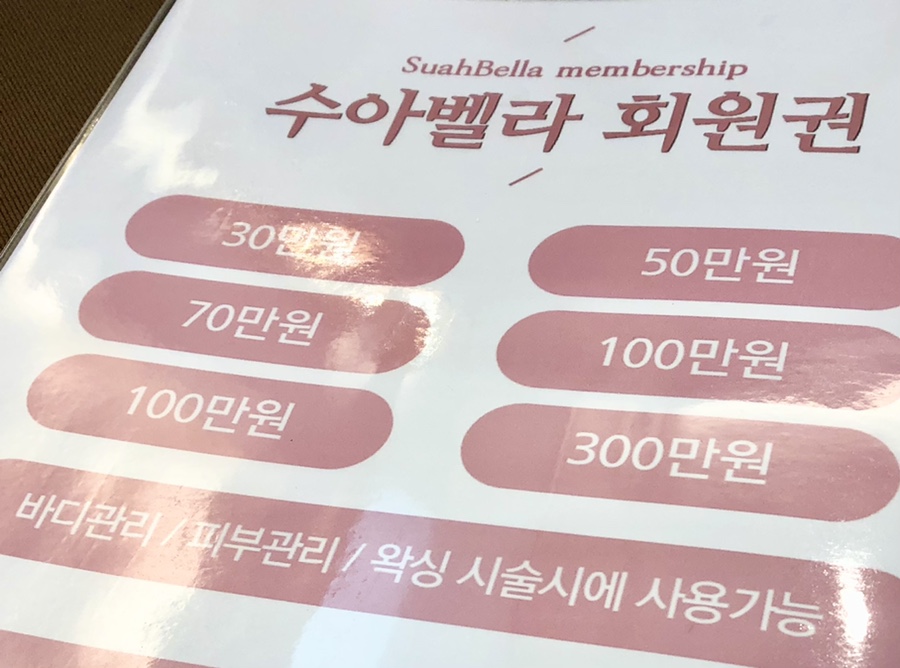 SuahBella membership
수아벨라 회원권
30만원
50만원
70만원
100만원
100만원
300만원
바디관리 / 피부관리 / 왁싱 시술시에 사용가능